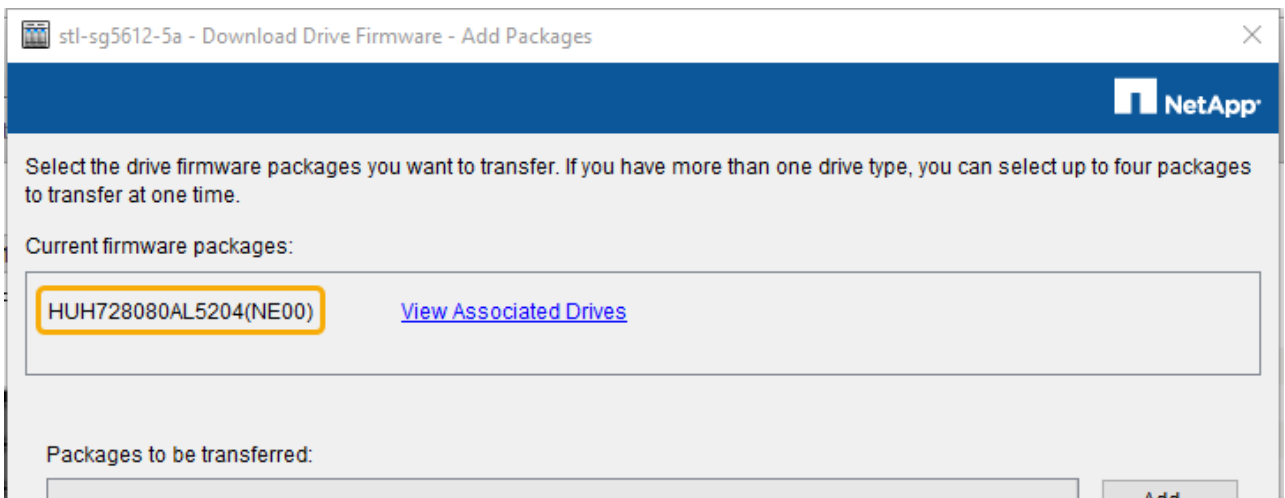 stl-sg5612-5a - Download Drive Firmware - Add Packages
NetApp
Select the drive firmware packages you want to transfer. If you have more than one drive type, you can select up to four packages
to transfer at one time.
Current firmware packages:
HUH728080AL5204(NE00) View Associated Drives
Packages to be transferred:
Add...